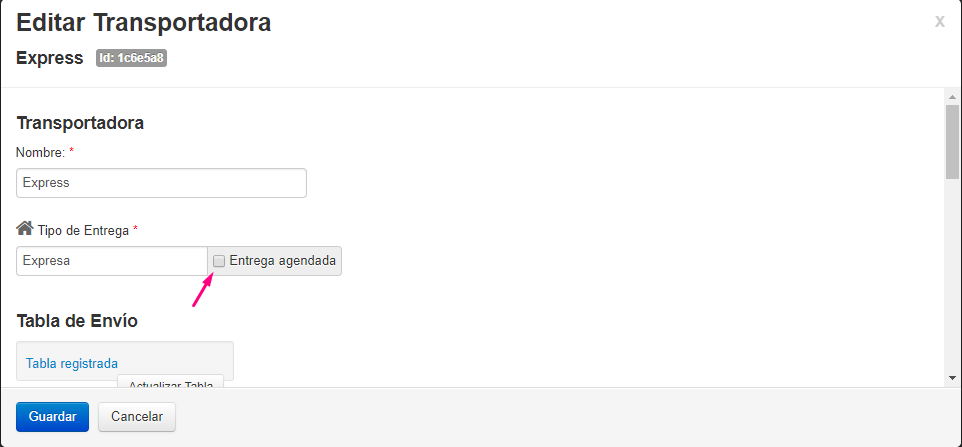 Editar Transportadora
x
Express Id: 1c6e5a8
Transportadora
Nombre: *
Express
Tipo de Entrega *
Expresa Entrega agendada
Tabla de Envío
Tabla registrada
Actualizar Tabla
Guardar Cancelar